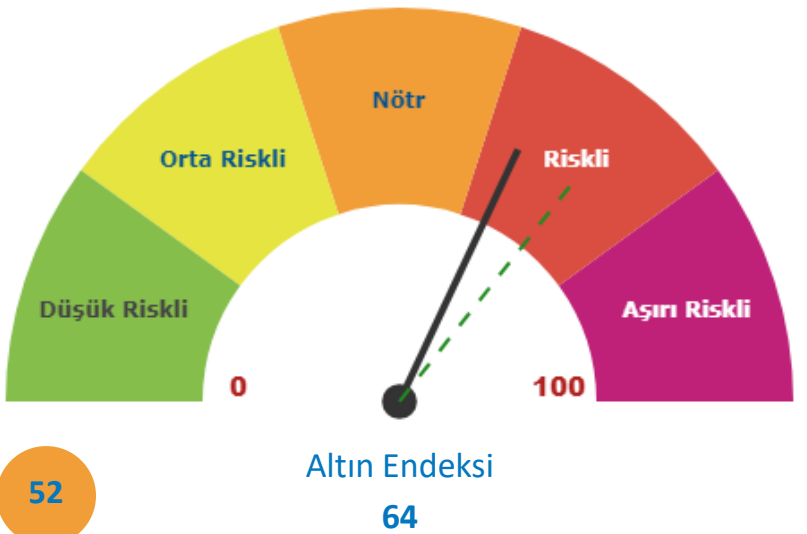 Nötr
Orta Riskli
Riskli
Düşük Riskli
Aşırı Riskli
0
100
Altın Endeksi
52
64